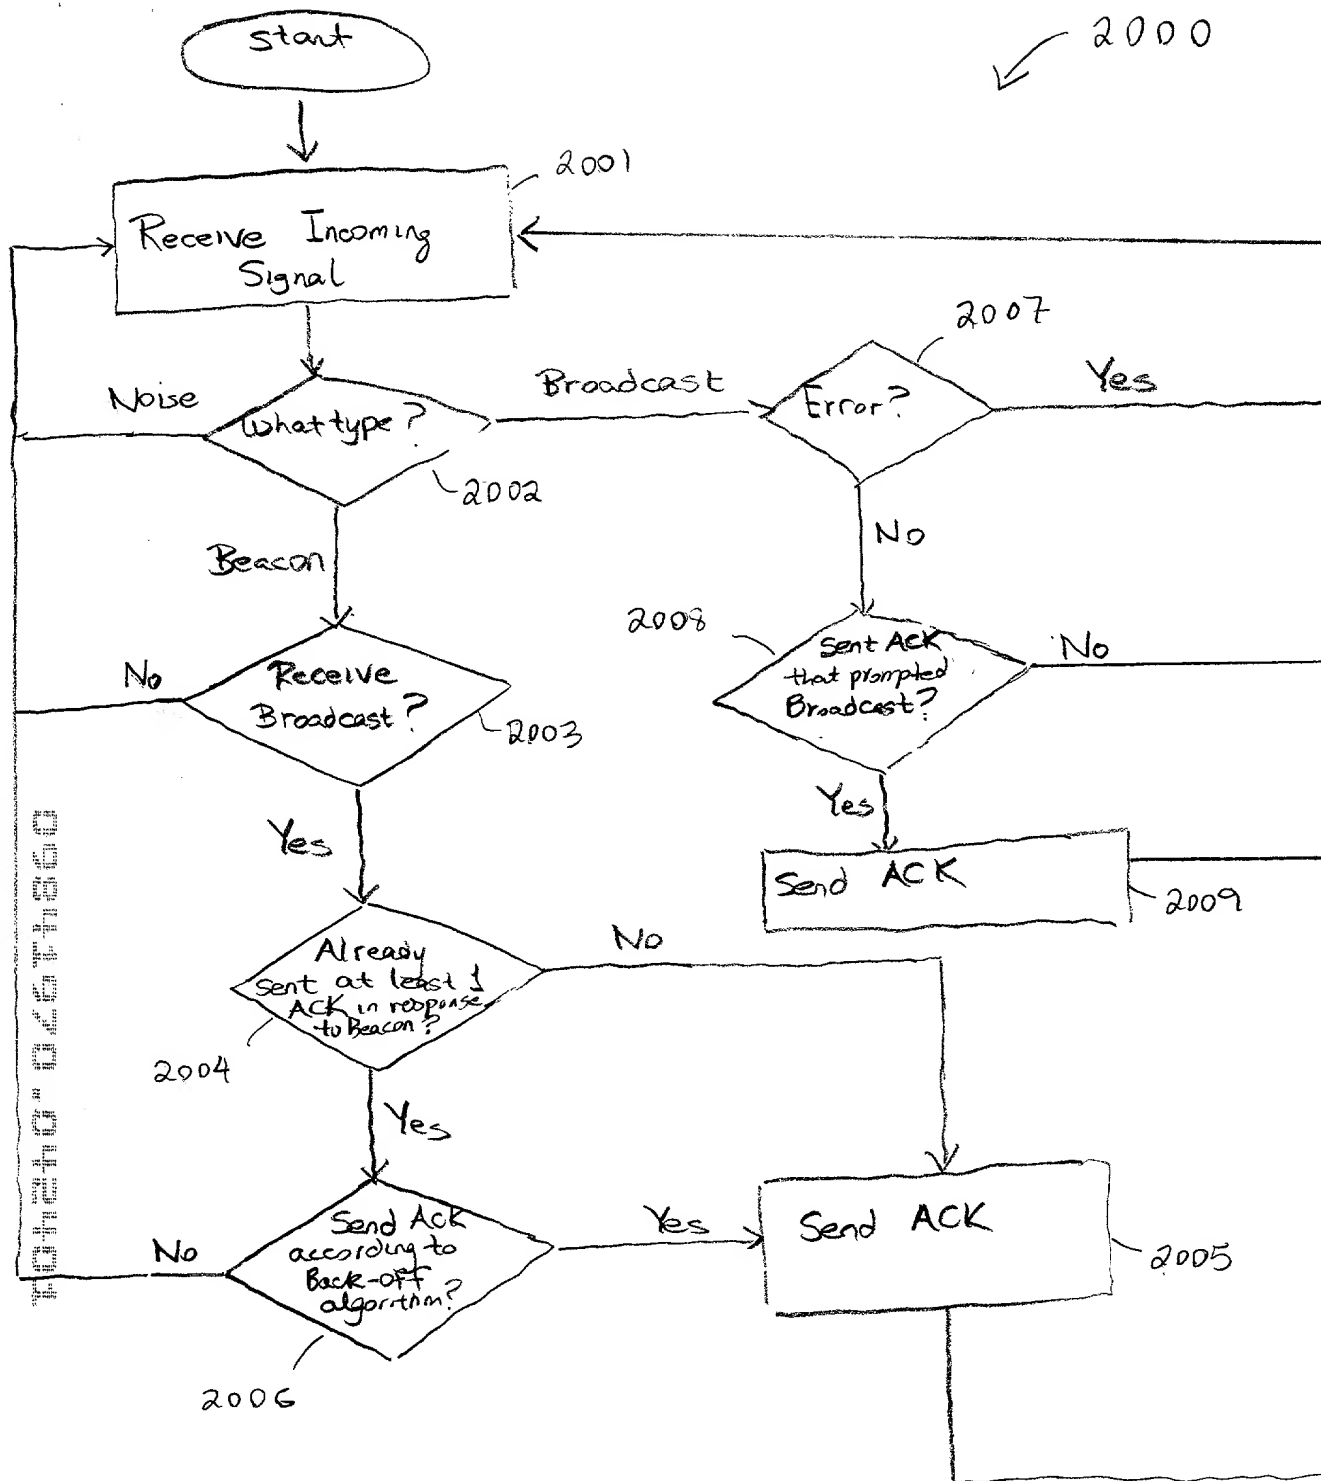 Start
2000
2001
Receive Incoming
Signal
2007
Noise
What type?
Broadcast
Error?
Yes
2002
No
Beacon
2008
Sent ACK
that prompted
Broadcast?
No
No
Receive
Broadcast?
2003
Yes
Send ACK
2009
Yes
Already
sent at least 1
ACK in response
to Beacon?
No
2004
Yes
Send ACK
according to
Back-off
algorithm?
No
Yes
Send ACK
2005
2006